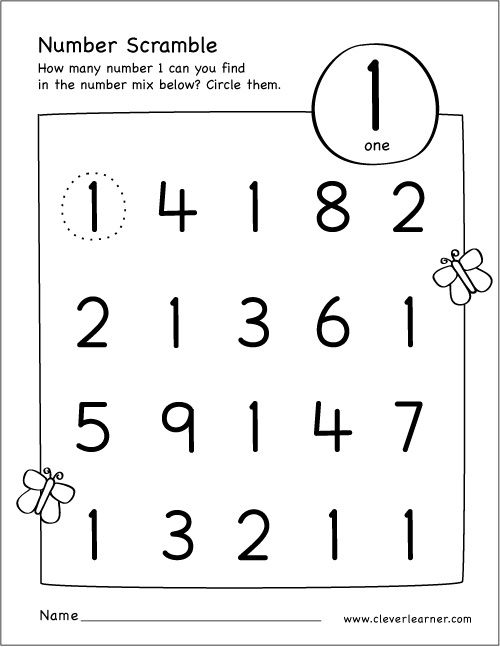 Number Scramble
How many number 1 can you find
in the number mix below? Circle them.
1
one
1 4 1 8 2
2 1 3 6 1
5 9 1 4 7
1 3 2 1 1
Name
www.cleverlearner.com